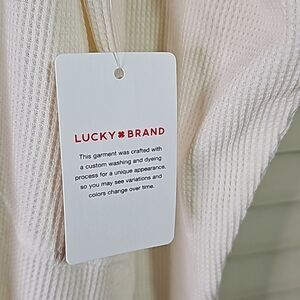 LUCKY BRAND
This garment was crafted with
a custom washing and dyeing
process for a unique appearance,
so you may see variations and
colors change over time.